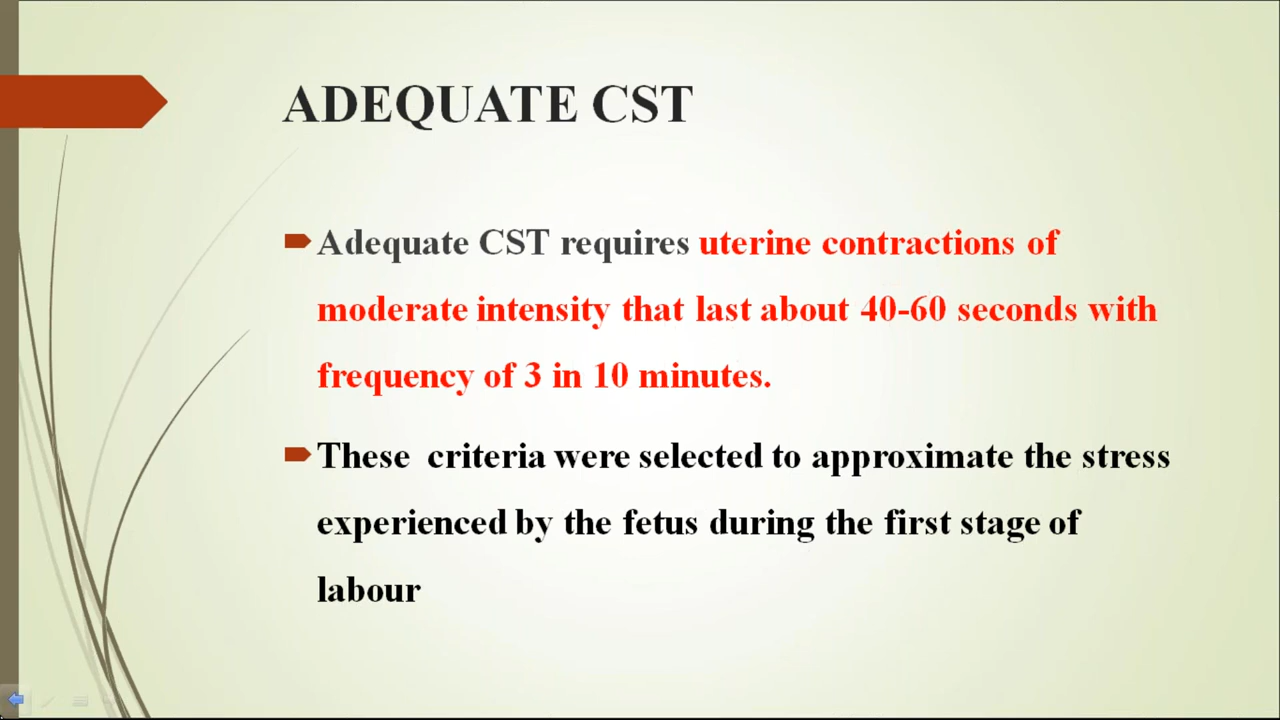 ADEQUATE CST
Adequate CST requires uterine contractions of
moderate intensity that last about 40-60 seconds with
frequency of 3 in 10 minutes.
These criteria were selected to approximate the stress
experienced by the fetus during the first stage of
labour